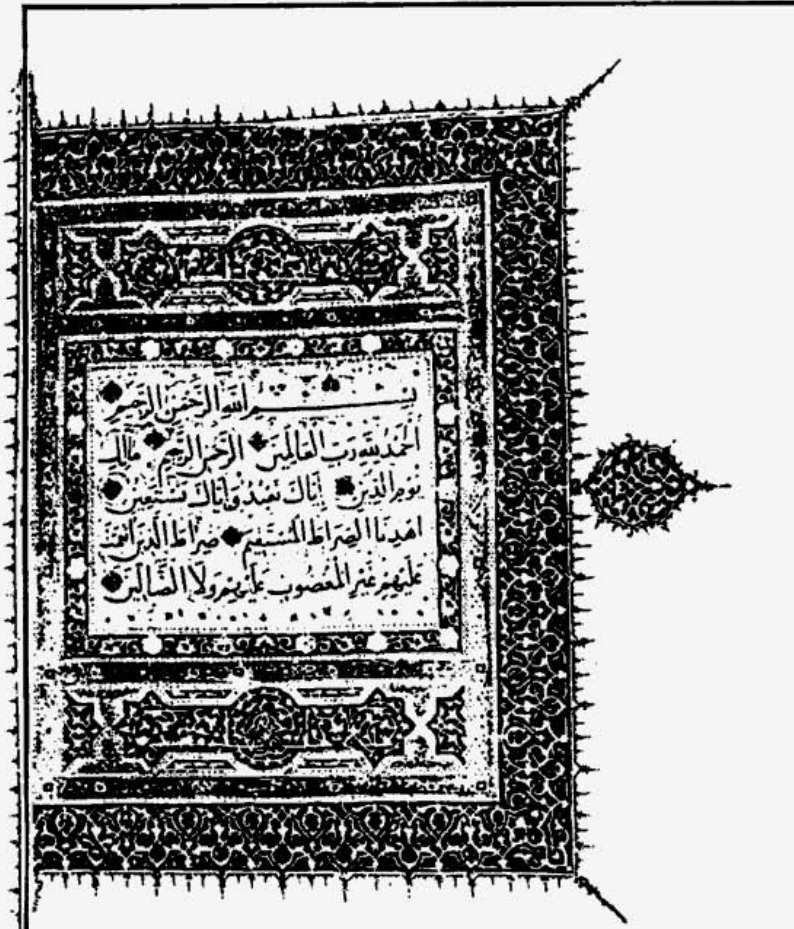 بسم الله الرحمن الرحيم
الحمد لله رب العالمين الرحمن الرحيم مالك
يوم الدين إياك نعبد وإياك نستعين
اهدنا الصراط المستقيم صراط الذين أنعمت
عليهم غير المغضوب عليهم ولا الضالين